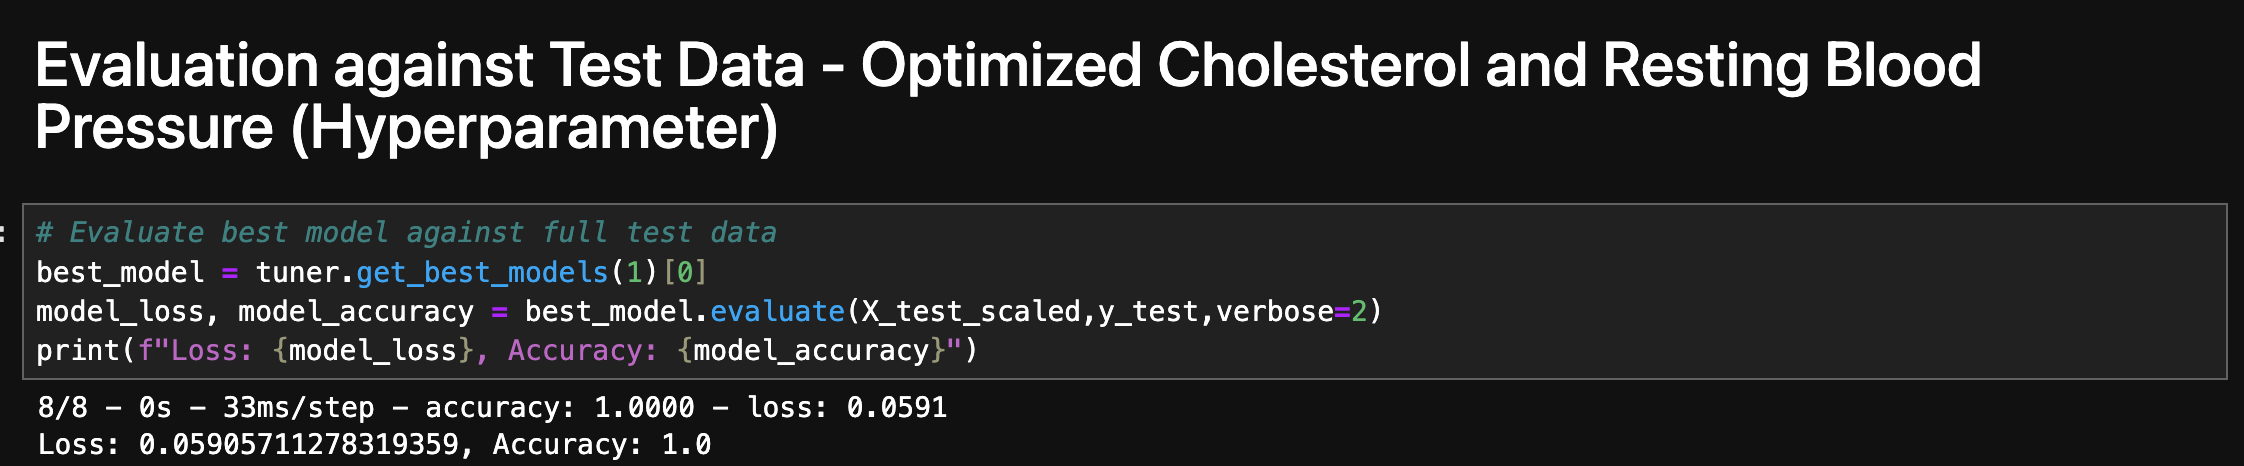 Evaluation against Test Data - Optimized Cholesterol and Resting Blood
Pressure (Hyperparameter)
:
# Evaluate best model against full test data
best_model = tuner.get_best_models(1)[0]
model_loss, model_accuracy = best_model.evaluate(X_test_scaled,y_test,verbose=2)
print(f"Loss: {model_loss}, Accuracy: {model_accuracy}")
8/8 - 0s - 33ms/step - accuracy: 1.0000 - loss: 0.0591
Loss: 0.05905711278319359, Accuracy: 1.0